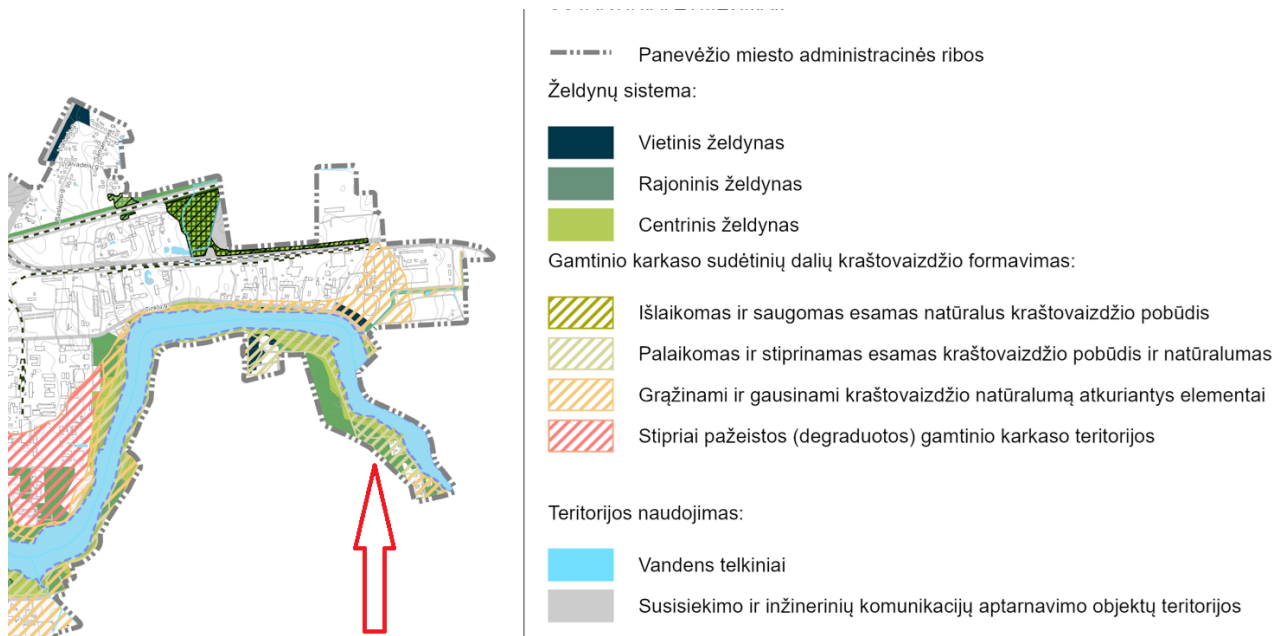 Panevėžio miesto administracinės ribos
Želdynų sistema:
Vietinis želdynas
Rajoninis želdynas
Centrinis želdynas
Gamtinio karkaso sudėtinių dalių kraštovaizdžio formavimas:
Išlaikomas ir saugomas esamas natūralus kraštovaizdžio pobūdis
Palaikomas ir stiprinamas esamas kraštovaizdžio pobūdis ir natūralumas
Grąžinami ir gausinami kraštovaizdžio natūralumą atkuriantys elementai
Stipriai pažeistos (degraduotos) gamtinio karkaso teritorijos
Teritorijos naudojimas:
Vandens telkiniai
Susisiekimo ir inžinerinių komunikacijų aptarnavimo objektų teritorijos